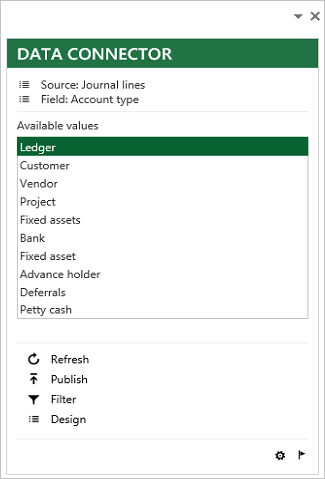 DATA CONNECTOR
Source: Journal lines
Field: Account type
Available values
Ledger
Customer
Vendor
Project
Fixed assets
Bank
Fixed asset
Advance holder
Deferrals
Petty cash
Refresh
Publish
Filter
Design